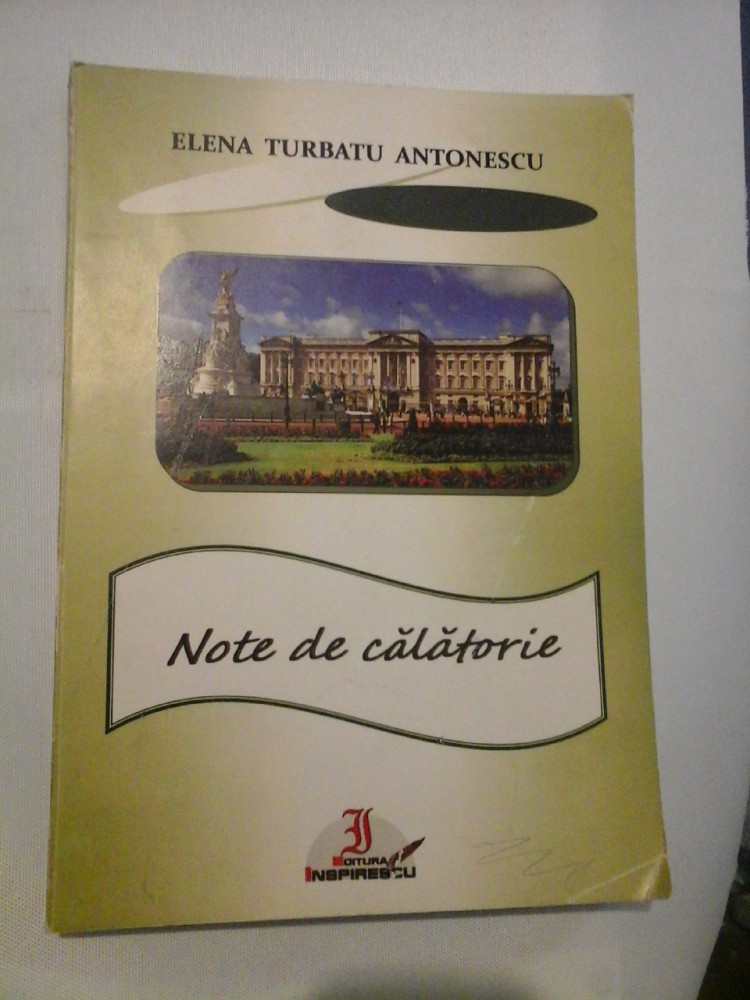 ELENA TURBATU ANTONESCU
Note de călătorie
EDITURA
INSPIRESCU